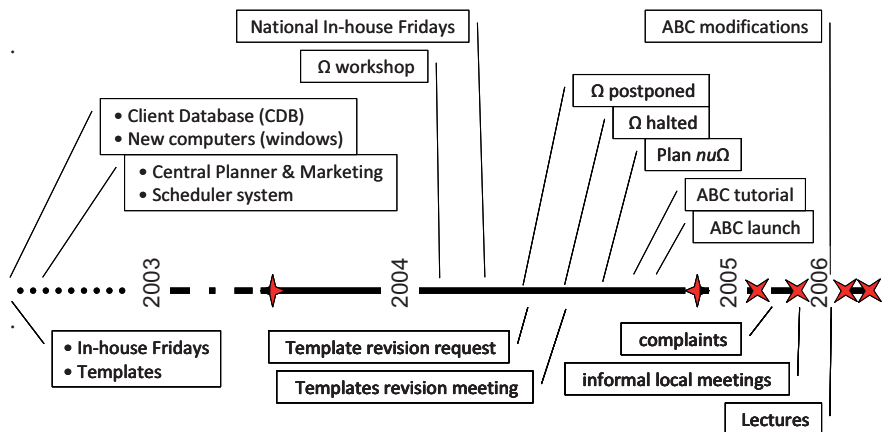 National In-house Fridays
ABC modifications
Ω workshop
Ω postponed
• Client Database (CDB)
• New computers (windows)
Ω halted
Plan nuΩ
• Central Planner & Marketing
• Scheduler system
ABC tutorial
ABC launch
2003
2004
2005
2006
• In-house Fridays
• Templates
Template revision request
complaints
Templates revision meeting
informal local meetings
Lectures